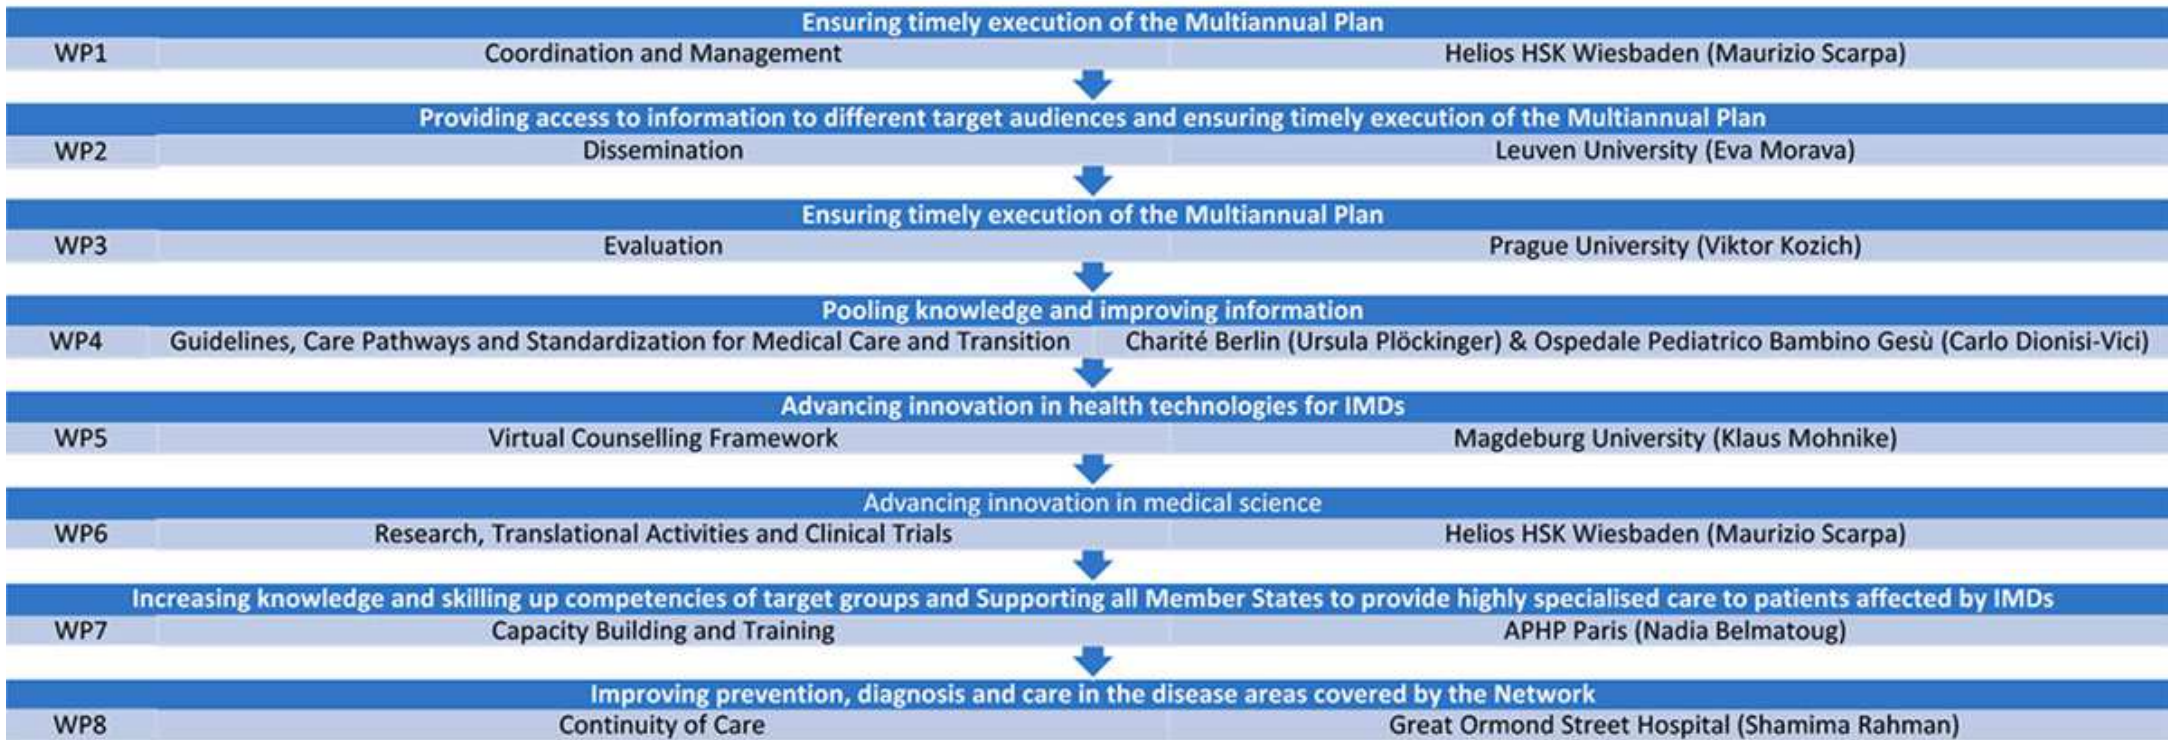 Ensuring timely execution of the Multiannual Plan
WP1 Coordination and Management Helios HSK Wiesbaden (Maurizio Scarpa)
Providing access to information to different target audiences and ensuring timely execution of the Multiannual Plan
WP2 Dissemination Leuven University (Eva Morava)
Ensuring timely execution of the Multiannual Plan
WP3 Evaluation Prague University (Viktor Kozich)
Pooling knowledge and improving information
WP4 Guidelines, Care Pathways and Standardization for Medical Care and Transition Charité Berlin (Ursula Plöckinger) & Ospedale Pediatrico Bambino Gesù (Carlo Dionisi-Vici)
Advancing innovation in health technologies for IMDs
WP5 Virtual Counselling Framework Magdeburg University (Klaus Mohnike)
Advancing innovation in medical science
WP6 Research, Translational Activities and Clinical Trials Helios HSK Wiesbaden (Maurizio Scarpa)
Increasing knowledge and skilling up competencies of target groups and Supporting all Member States to provide highly specialised care to patients affected by IMDs
WP7 Capacity Building and Training APHP Paris (Nadia Belmatoug)
Improving prevention, diagnosis and care in the disease areas covered by the Network
WP8 Continuity of Care Great Ormond Street Hospital (Shamima Rahman)